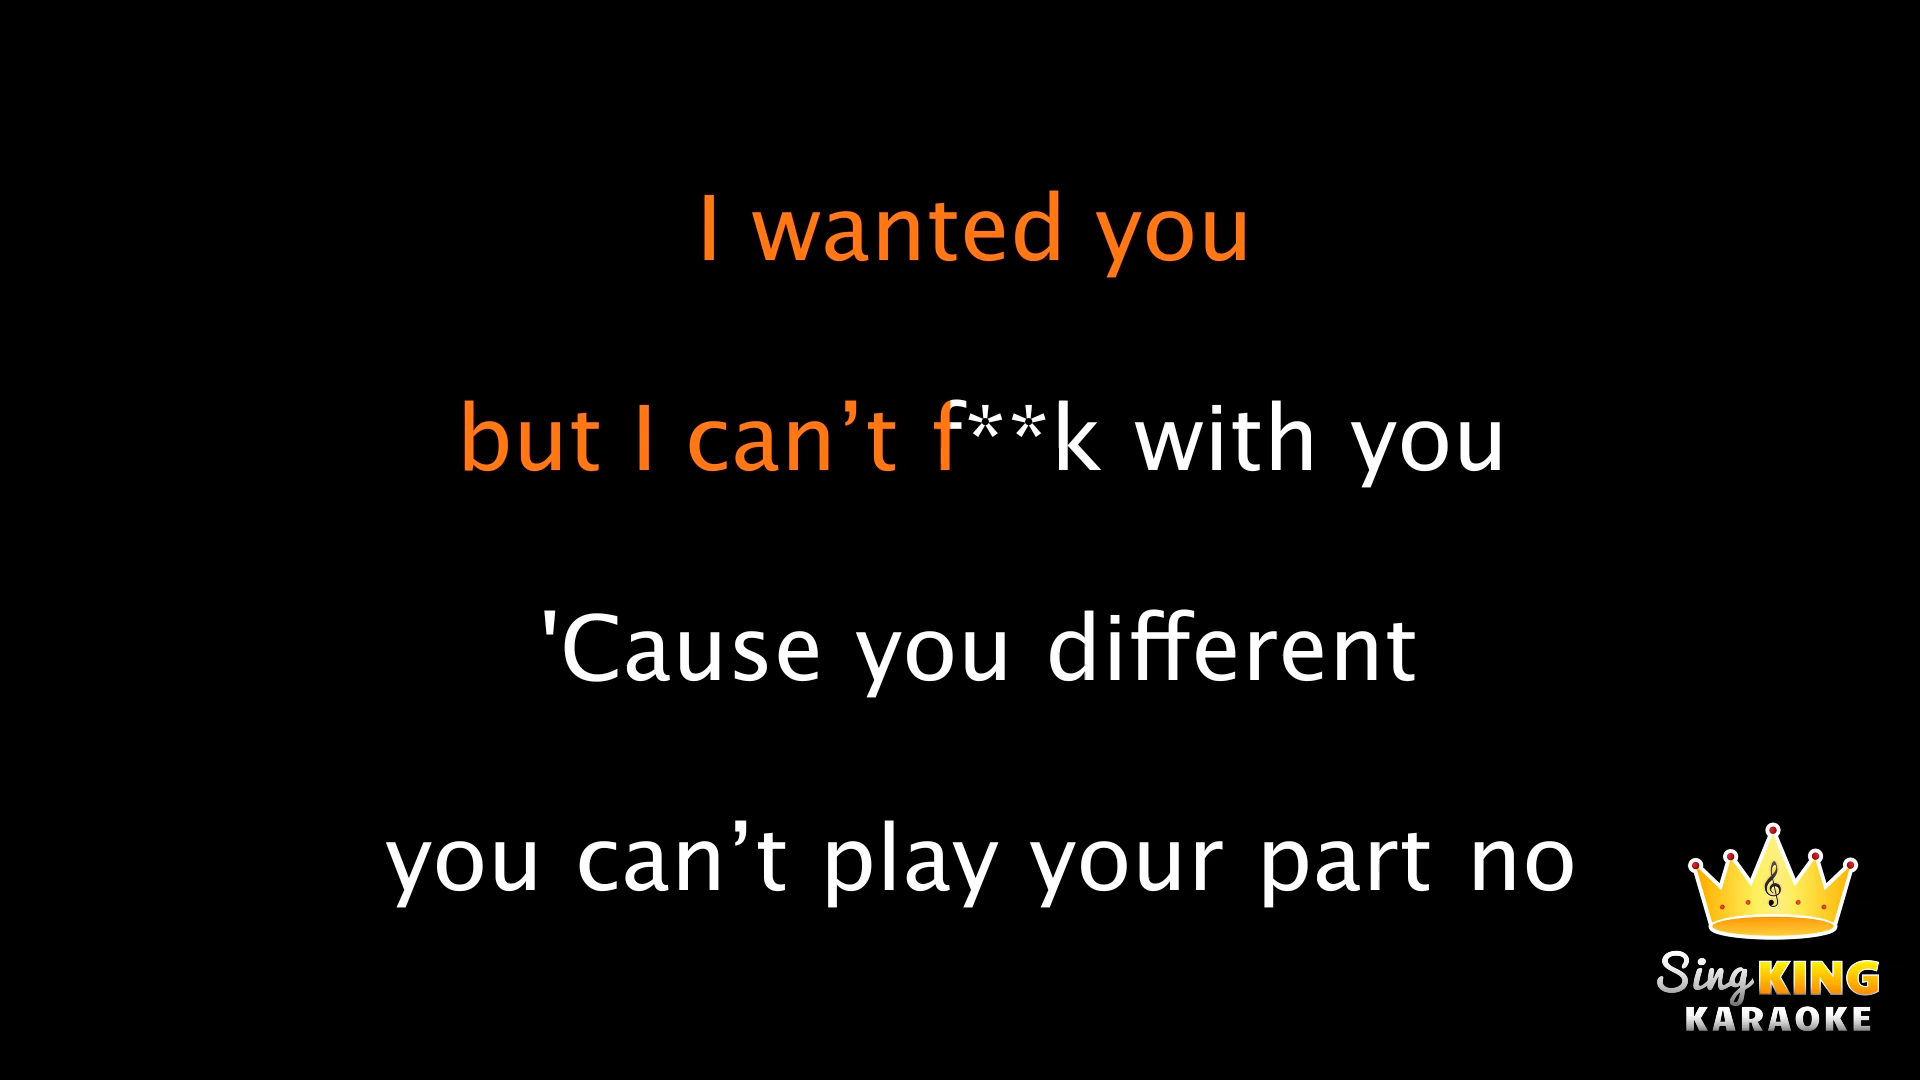 I wanted you
but I can’t f**k with you
'Cause you different
you can’t play your part no
Sing KING
KARAOKE